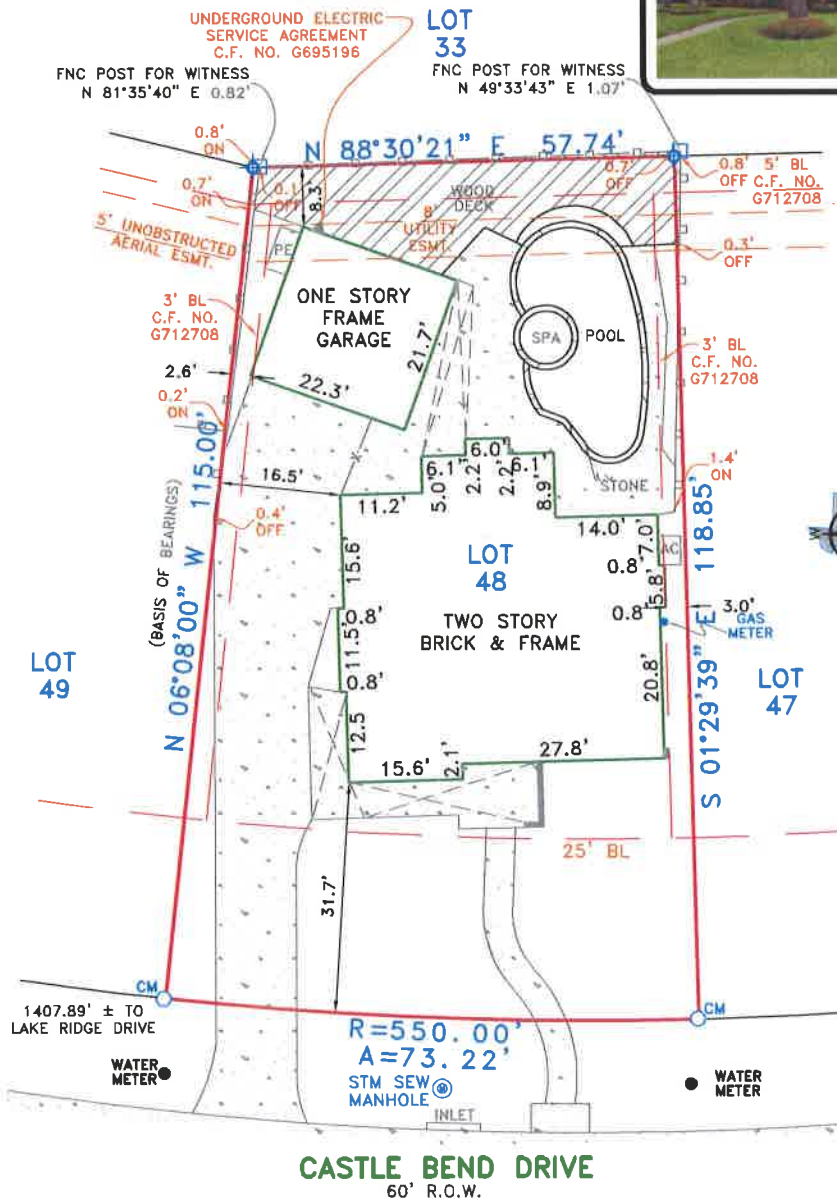 UNDERGROUND ELECTRIC
SERVICE AGREEMENT
C.F. NO. G695196
LOT
33
FNC POST FOR WITNESS
N 81°35'40" E 0.82'
FNC POST FOR WITNESS
N 49°33'43" E 1.07'
0.8'
ON
N 88°30'21" E 57.74'
0.7'
ON
0.1'
OFF
8.3'
WOOD
DECK
0.7'
OFF
0.8'
OFF
5' BL
C.F. NO.
G712708
5' UNOBSTRUCTED
AERIAL ESMT.
8'
UTILITY
ESMT.
PE
0.3'
OFF
3' BL
C.F. NO.
G712708
ONE STORY
FRAME
GARAGE
21.7'
22.3'
SPA
POOL
3' BL
C.F. NO.
G712708
2.6'
0.2'
ON
16.5'
6.0'
6.1'
5.0'
2.2'
2.2'
6.1'
8.9'
STONE
1.4'
ON
11.2'
14.0'
0.4'
OFF
(BASIS OF BEARINGS)
N 06°08'00" W 115.00'
15.6'
LOT
48
7.0'
AC
0.8'
5.8'
0.8'
3.0'
GAS
METER
TWO STORY
BRICK & FRAME
0.8'
11.5'
0.8'
12.5
20.8'
S 01°29'39" E 118.85'
W
LOT
49
LOT
47
15.6'
2.1'
27.8'
25' BL
31.7'
CM
CM
1407.89' ± TO
LAKE RIDGE DRIVE
R=550.00'
A=73.22'
WATER
METER
STM SEW
MANHOLE
WATER
METER
INLET
CASTLE BEND DRIVE
60' R.O.W.